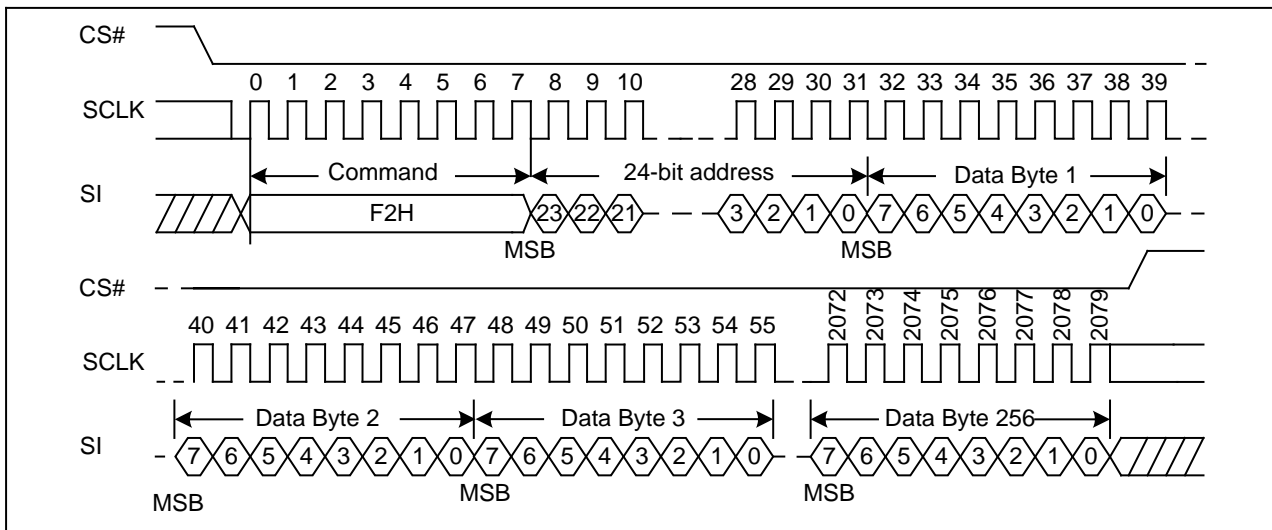 CS#
0 1 2 3 4 5 6 7 8 9 10 28 29 30 31 32 33 34 35 36 37 38 39
SCLK
Command 24-bit address Data Byte 1
SI
F2H 23 22 21 3 2 1 0 7 6 5 4 3 2 1 0
MSB MSB
CS#
40 41 42 43 44 45 46 47 48 49 50 51 52 53 54 55 2072 2073 2074 2075 2076 2077 2078 2079
SCLK
Data Byte 2 Data Byte 3 Data Byte 256
SI
7 6 5 4 3 2 1 0 7 6 5 4 3 2 1 0 7 6 5 4 3 2 1 0
MSB MSB MSB